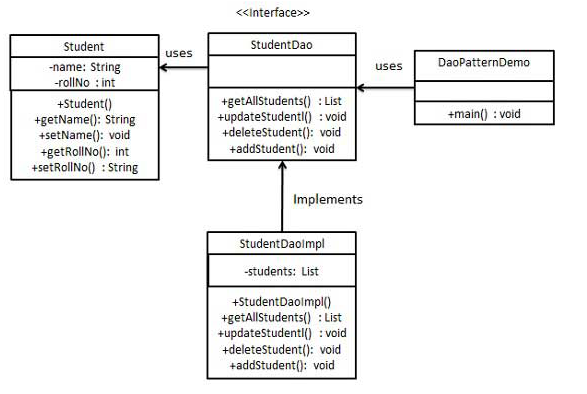 <<Interface>>
Student
-name: String
-rollNo : int
+Student()
+getName(): String
+setName(): void
+getRollNo(): int
+setRollNo() : String
uses
StudentDao
+getAllStudents() : List
+updateStudentl() : void
+deleteStudent(): void
+addStudent(): void
uses
DaoPatternDemo
+main() : void
Implements
StudentDaoImpl
-students: List
+StudentDaoImpl()
+getAllStudents() : List
+updateStudentl() : void
+deleteStudent(): void
+addStudent(): void